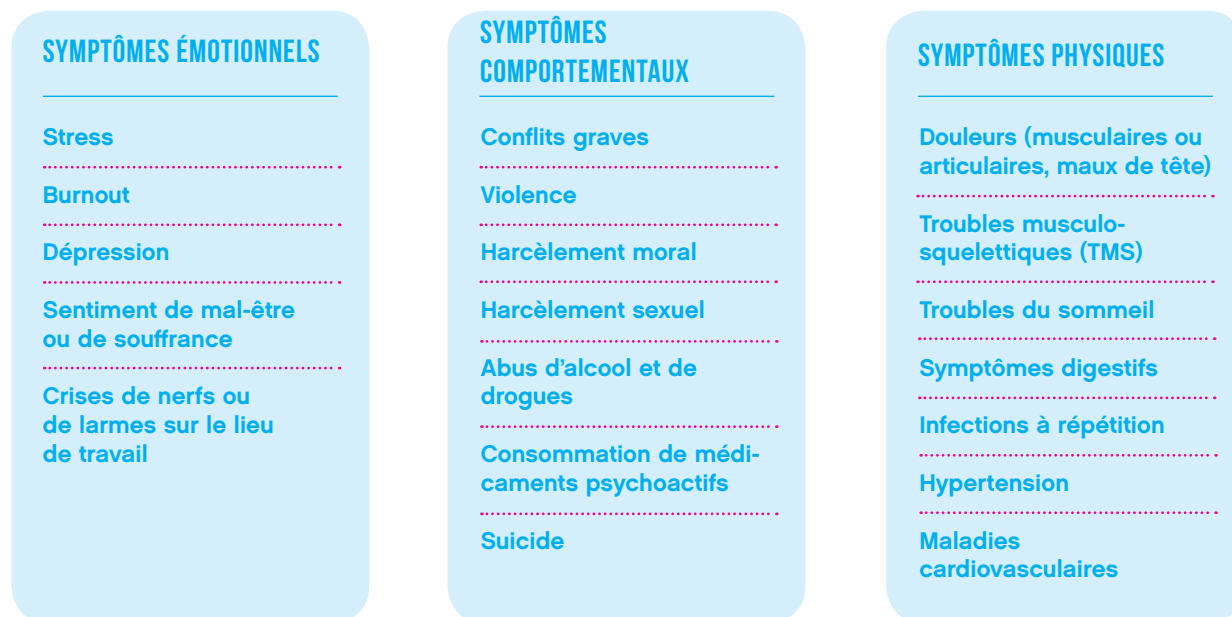 SYMPTÔMES ÉMOTIONNELS
Stress
Burnout
Dépression
Sentiment de mal-être
ou de souffrance
Crises de nerfs ou
de larmes sur le lieu
de travail
SYMPTÔMES
COMPORTEMENTAUX
Conflits graves
Violence
Harcèlement moral
Harcèlement sexuel
Abus d’alcool et de
drogues
Consommation de médi-
caments psychoactifs
Suicide
SYMPTÔMES PHYSIQUES
Douleurs (musculaires ou
articulaires, maux de tête)
Troubles musculo-
squelettiques (TMS)
Troubles du sommeil
Symptômes digestifs
Infections à répétition
Hypertension
Maladies
cardiovasculaires